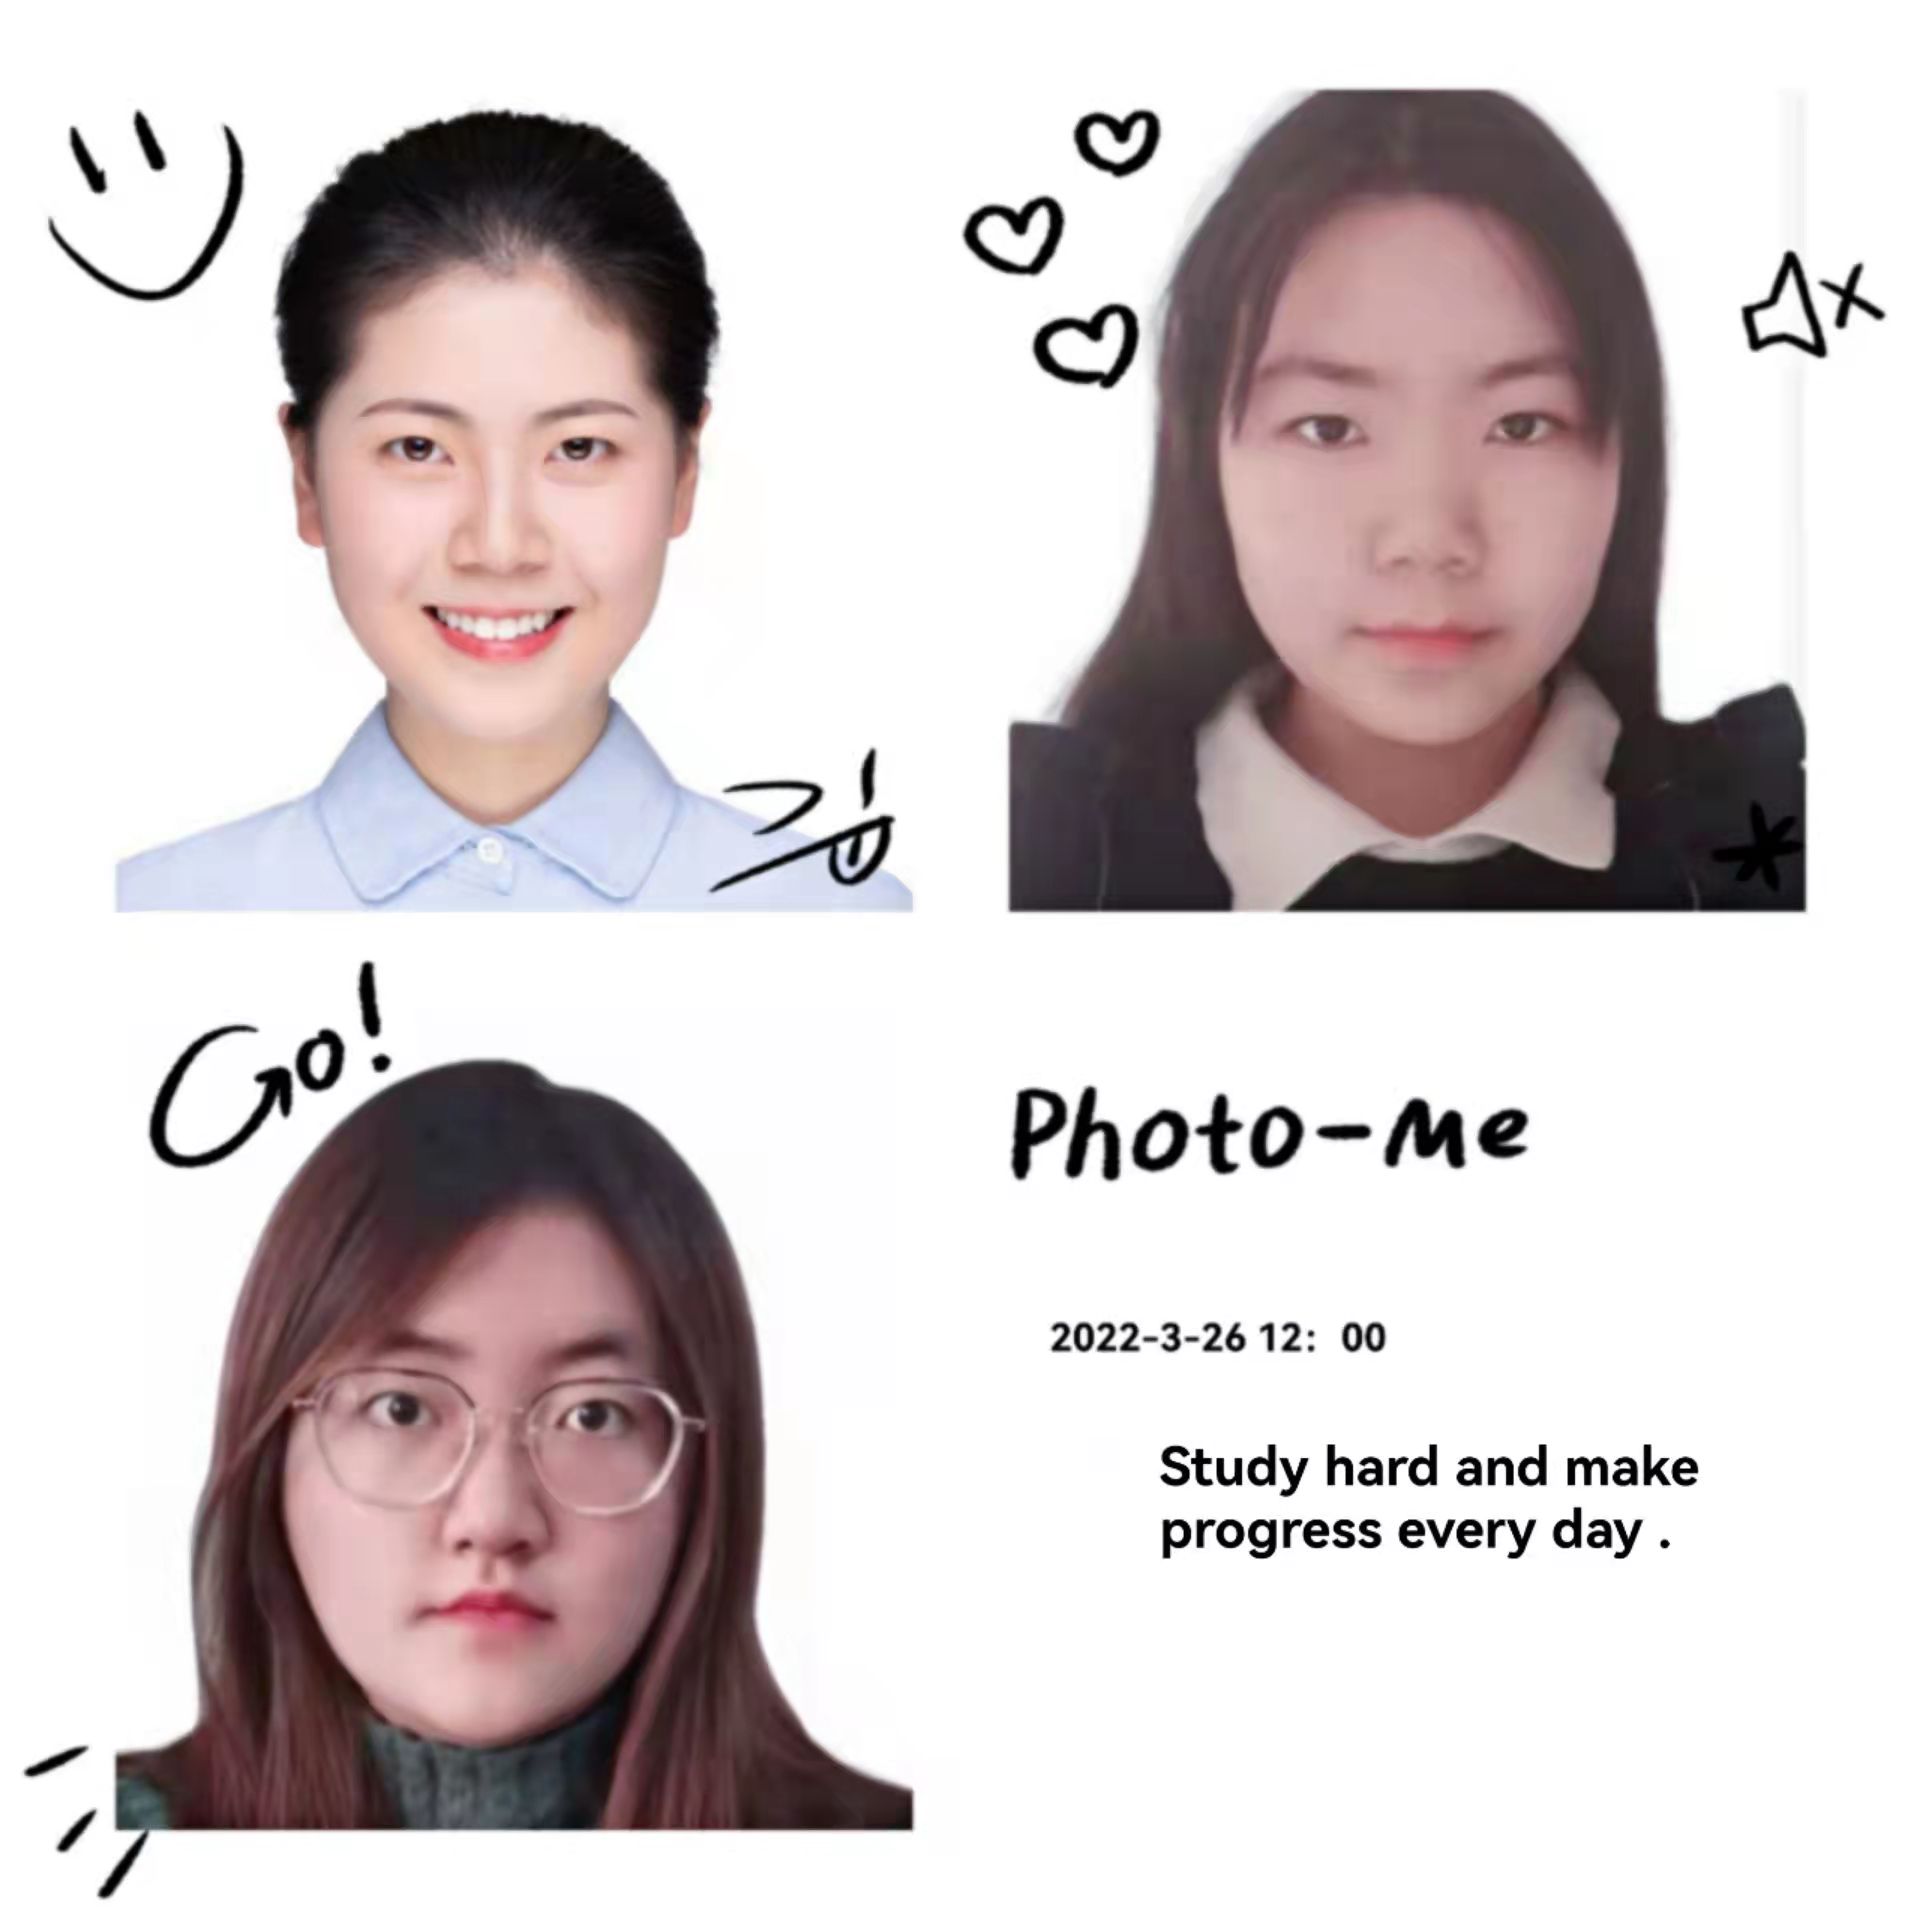 Go!
Photo-Me
2022-3-26 12：00
Study hard and make
progress every day .